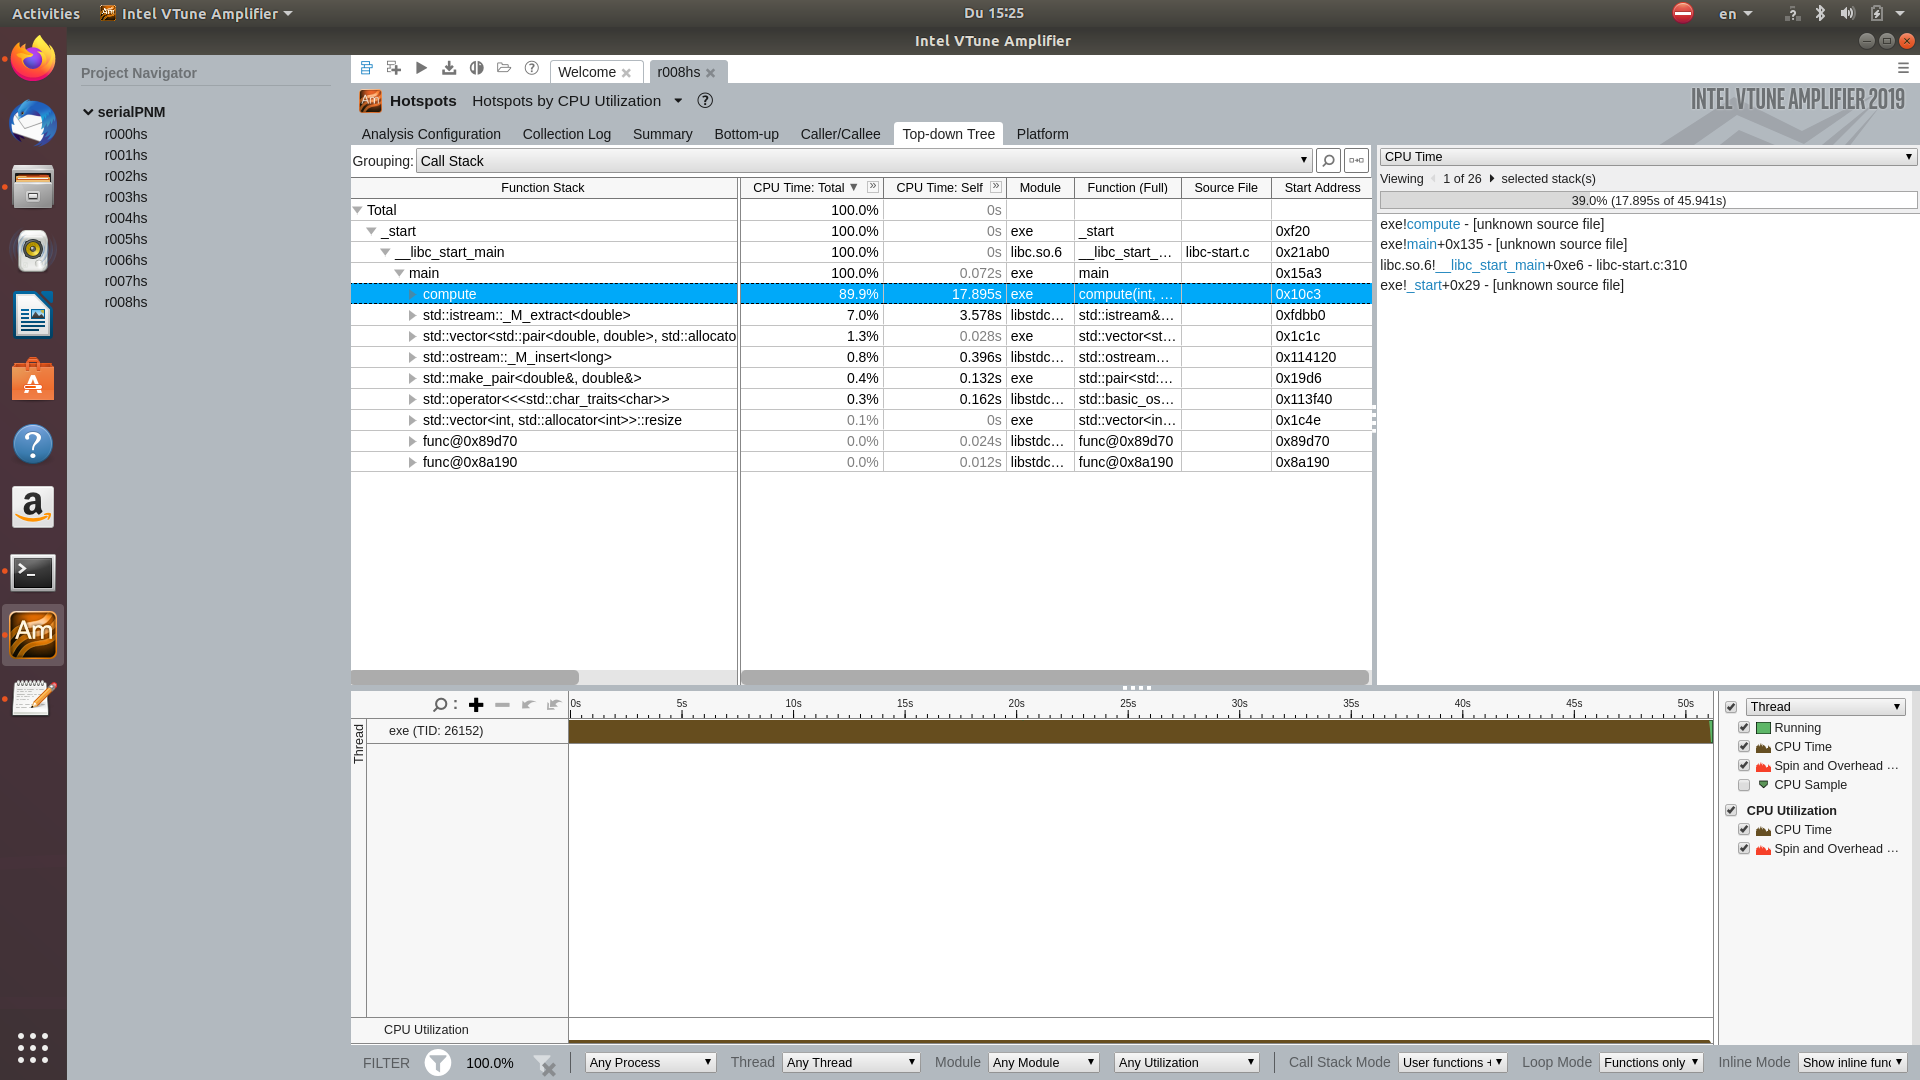 Activities Intel VTune Amplifier Du 15:25 en
Intel VTune Amplifier
Project Navigator
serialPNM
r000hs
r001hs
r002hs
r003hs
r004hs
r005hs
r006hs
r007hs
r008hs
Welcome r008hs
Am Hotspots Hotspots by CPU Utilization INTEL VTUNE AMPLIFIER 2019
Analysis Configuration Collection Log Summary Bottom-up Caller/Callee Top-down Tree Platform
Grouping: Call Stack
Function Stack CPU Time: Total CPU Time: Self Module Function (Full) Source File Start Address
Total 100.0% 0s
_start 100.0% 0s exe _start 0xf20
__libc_start_main 100.0% 0s libc.so.6 __libc_start_... libc-start.c 0x21ab0
main 100.0% 0.072s exe main 0x15a3
compute 89.9% 17.895s exe compute(int, ... 0x10c3
std::istream::_M_extract<double> 7.0% 3.578s libstdc... std::istream&... 0xfdbb0
std::vector<std::pair<double, double>, std::allocato 1.3% 0.028s exe std::vector<st... 0x1c1c
std::ostream::_M_insert<long> 0.8% 0.396s libstdc... std::ostream... 0x114120
std::make_pair<double&, double&> 0.4% 0.132s exe std::pair<std:... 0x19d6
std::operator<<<std::char_traits<char>> 0.3% 0.162s libstdc... std::basic_os... 0x113f40
std::vector<int, std::allocator<int>>::resize 0.1% 0s exe std::vector<in... 0x1c4e
func@0x89d70 0.0% 0.024s libstdc... func@0x89d70 0x89d70
func@0x8a190 0.0% 0.012s libstdc... func@0x8a190 0x8a190
CPU Time
Viewing 1 of 26 selected stack(s)
39.0% (17.895s of 45.941s)
exe!compute - [unknown source file]
exe!main+0x135 - [unknown source file]
libc.so.6!__libc_start_main+0xe6 - libc-start.c:310
exe!_start+0x29 - [unknown source file]
0s 5s 10s 15s 20s 25s 30s 35s 40s 45s 50s
Thread
exe (TID: 26152)
CPU Utilization
Thread
Running
CPU Time
Spin and Overhead ...
CPU Sample
CPU Utilization
CPU Time
Spin and Overhead ...
Am
FILTER 100.0% Any Process Thread Any Thread Module Any Module Any Utilization Call Stack Mode User functions + Loop Mode Functions only Inline Mode Show inline func